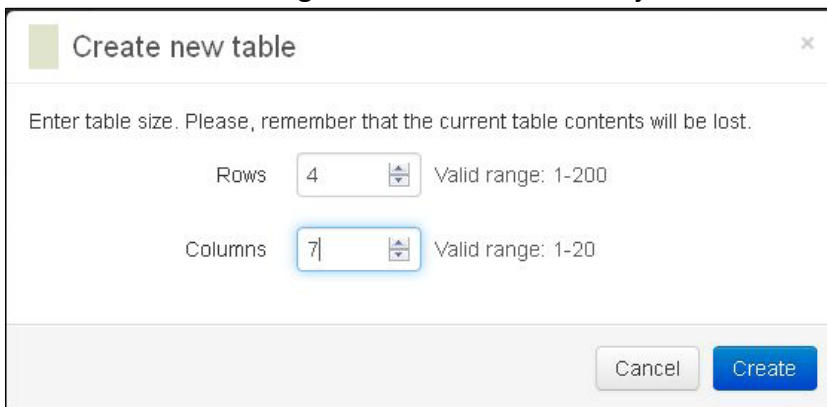 Create new table ×
Enter table size. Please, remember that the current table contents will be lost.
Rows 4 Valid range: 1-200
Columns 7 Valid range: 1-20
Cancel Create